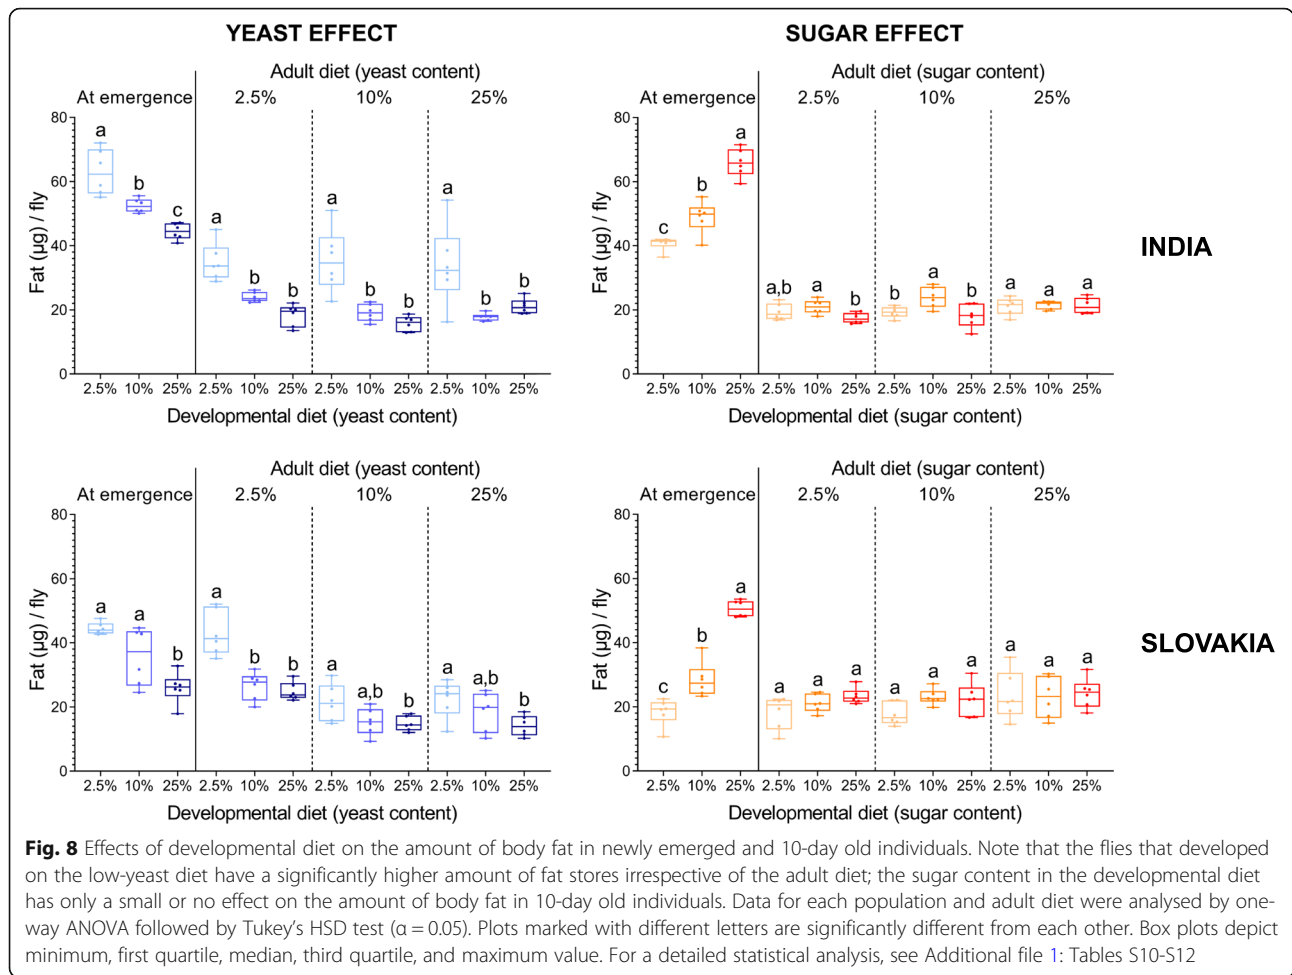 YEAST EFFECT
SUGAR EFFECT
Adult diet (yeast content)
At emergence 2.5% 10% 25%
Fat (µg) / fly
80
60
40
20
0
a b c a b b a b b a b b
2.5% 10% 25% 2.5% 10% 25% 2.5% 10% 25% 2.5% 10% 25%
Developmental diet (yeast content)
Adult diet (sugar content)
At emergence 2.5% 10% 25%
Fat (µg) / fly
80
60
40
20
0
c b a a,b a b b a b a a a
2.5% 10% 25% 2.5% 10% 25% 2.5% 10% 25% 2.5% 10% 25%
Developmental diet (sugar content)
INDIA
Adult diet (yeast content)
At emergence 2.5% 10% 25%
Fat (µg) / fly
80
60
40
20
0
a a b a b b a a,b b a a,b b
2.5% 10% 25% 2.5% 10% 25% 2.5% 10% 25% 2.5% 10% 25%
Developmental diet (yeast content)
Adult diet (sugar content)
At emergence 2.5% 10% 25%
Fat (µg) / fly
80
60
40
20
0
c b a a a a a a a a a a
2.5% 10% 25% 2.5% 10% 25% 2.5% 10% 25% 2.5% 10% 25%
Developmental diet (sugar content)
SLOVAKIA
Fig. 8 Effects of developmental diet on the amount of body fat in newly emerged and 10-day old individuals. Note that the flies that developed
on the low-yeast diet have a significantly higher amount of fat stores irrespective of the adult diet; the sugar content in the developmental diet
has only a small or no effect on the amount of body fat in 10-day old individuals. Data for each population and adult diet were analysed by one-
way ANOVA followed by Tukey's HSD test (α = 0.05). Plots marked with different letters are significantly different from each other. Box plots depict
minimum, first quartile, median, third quartile, and maximum value. For a detailed statistical analysis, see Additional file 1: Tables S10-S12